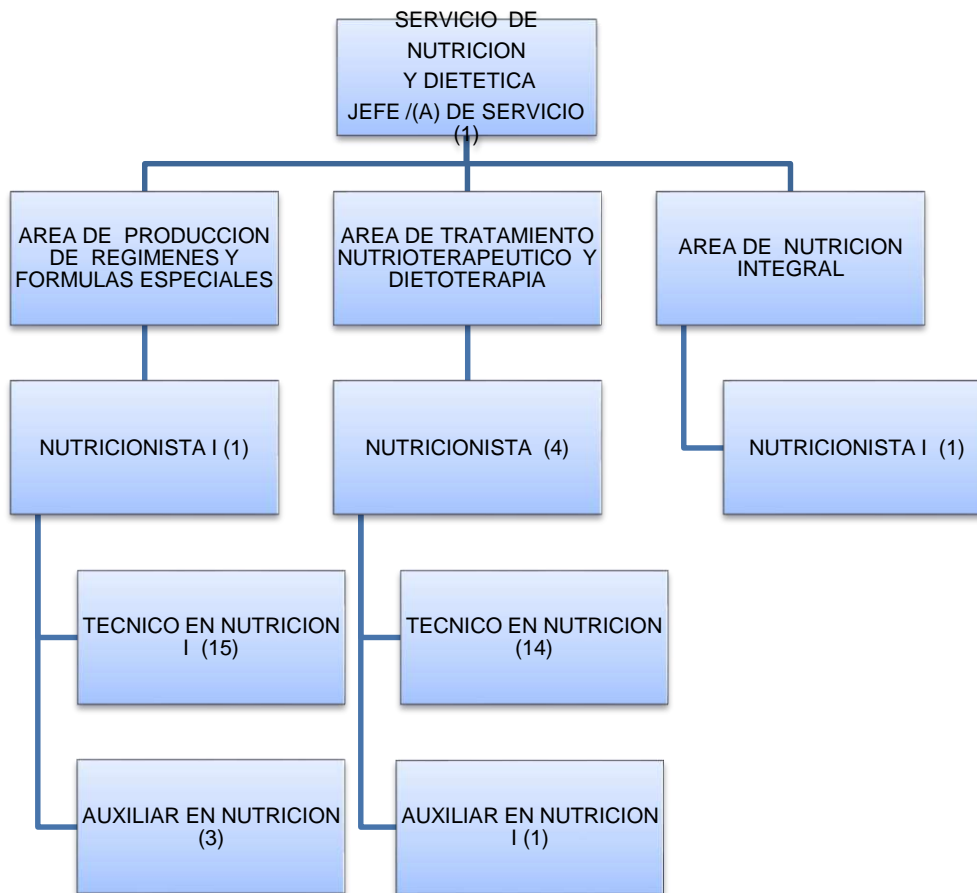 SERVICIO DE
NUTRICION
Y DIETETICA
JEFE /(A) DE SERVICIO
(1)
AREA DE PRODUCCION
DE REGIMENES Y
FORMULAS ESPECIALES
AREA DE TRATAMIENTO
NUTRIOTERAPEUTICO Y
DIETOTERAPIA
AREA DE NUTRICION
INTEGRAL
NUTRICIONISTA I (1)
NUTRICIONISTA (4)
NUTRICIONISTA I (1)
TECNICO EN NUTRICION
I (15)
TECNICO EN NUTRICION
(14)
AUXILIAR EN NUTRICION
(3)
AUXILIAR EN NUTRICION
I (1)